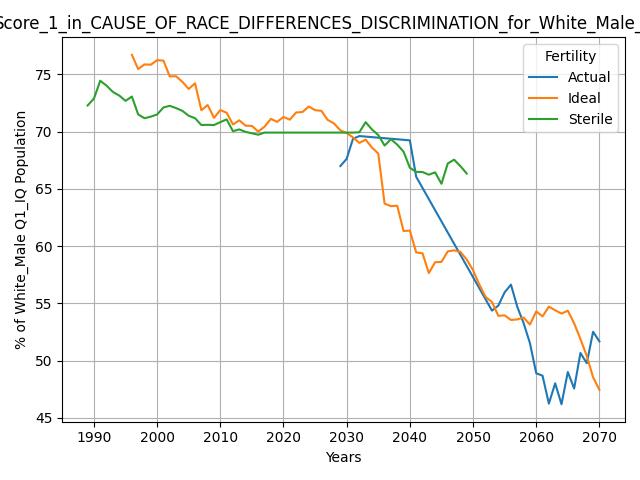 Score_1_in_CAUSE_OF_RACE_DIFFERENCES_DISCRIMINATION_for_White_Male_
Fertility
Actual
Ideal
Sterile
% of White_Male Q1_IQ Population
75
70
65
60
55
50
45
1990 2000 2010 2020 2030 2040 2050 2060 2070
Years